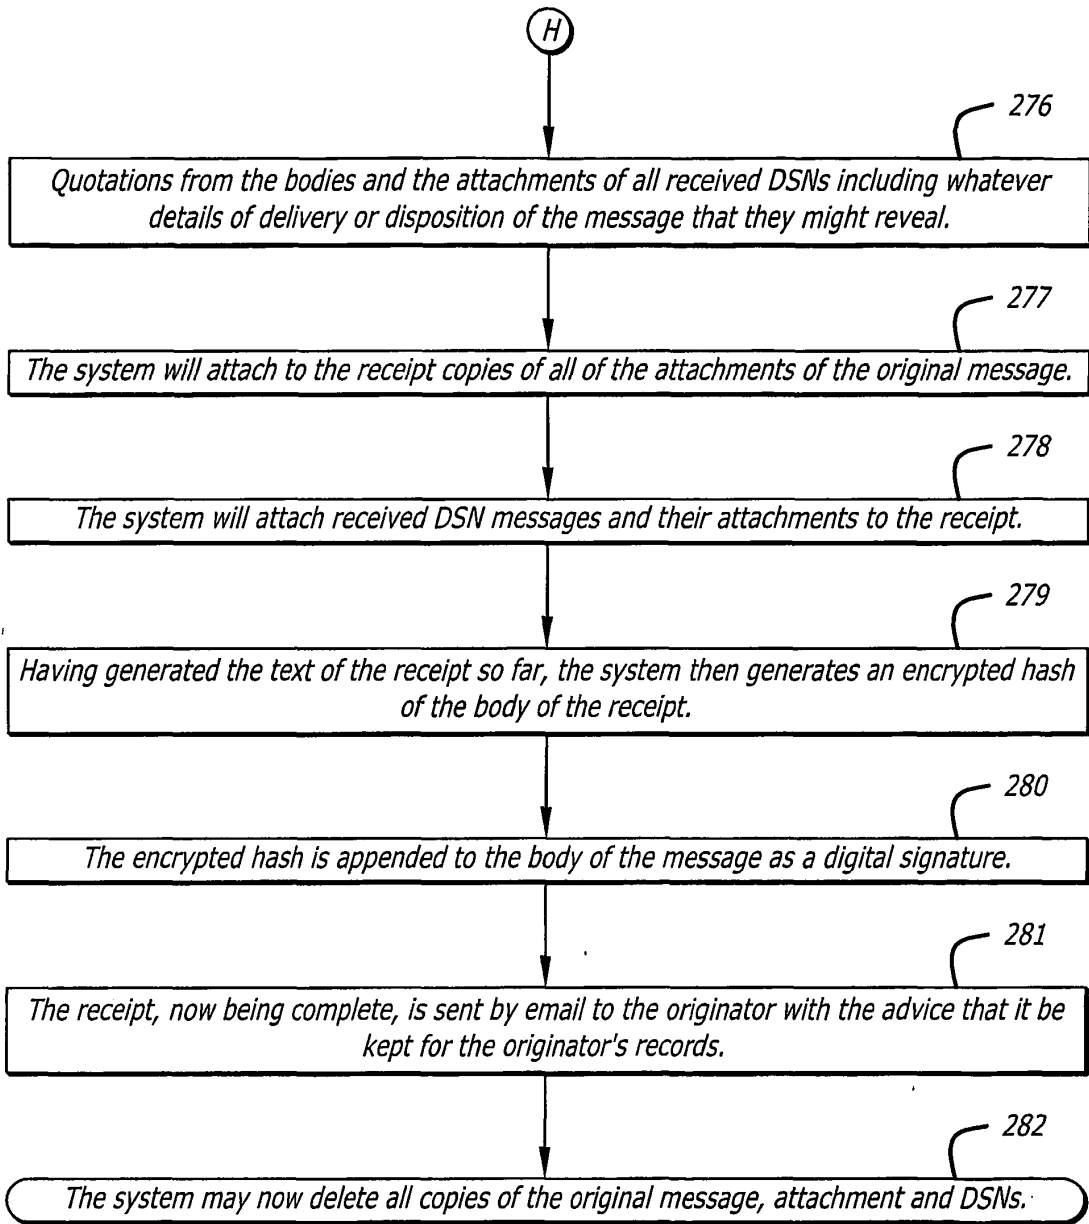 H
276
Quotations from the bodies and the attachments of all received DSNs including whatever
details of delivery or disposition of the message that they might reveal.
277
The system will attach to the receipt copies of all of the attachments of the original message.
278
The system will attach received DSN messages and their attachments to the receipt.
279
Having generated the text of the receipt so far, the system then generates an encrypted hash
of the body of the receipt.
280
The encrypted hash is appended to the body of the message as a digital signature.
281
The receipt, now being complete, is sent by email to the originator with the advice that it be
kept for the originator's records.
282
The system may now delete all copies of the original message, attachment and DSNs.